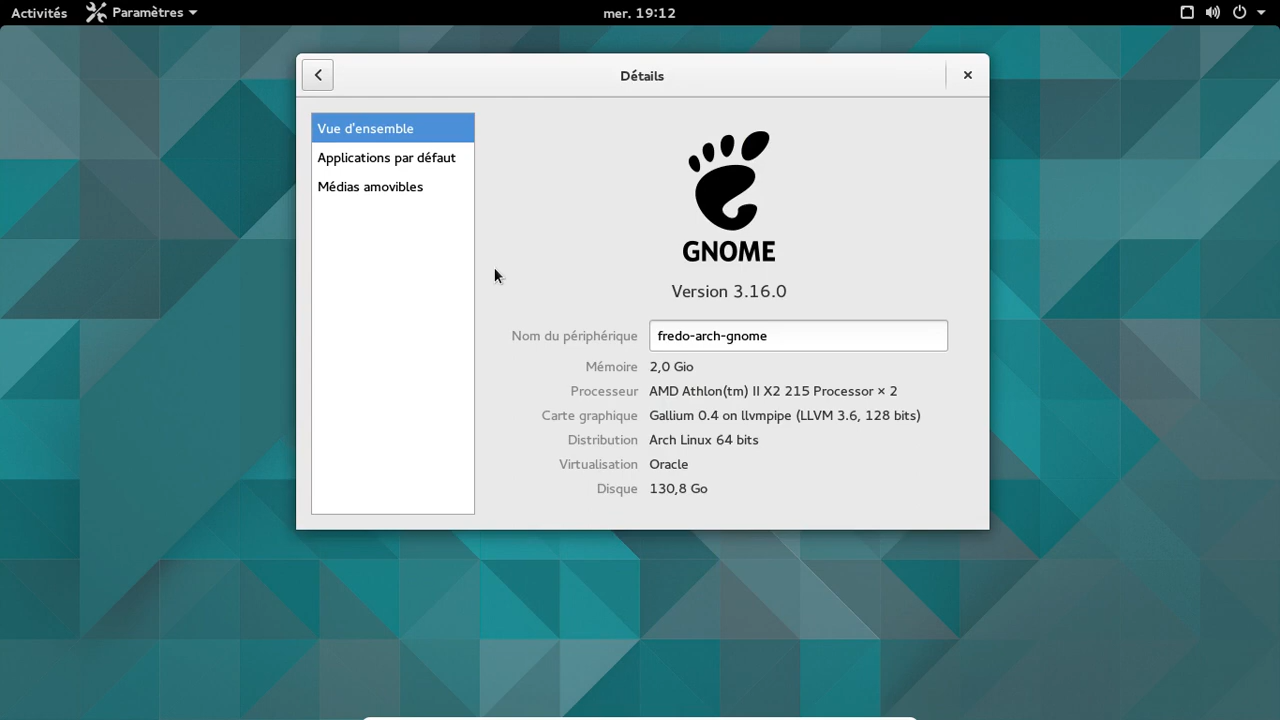 Activités Paramètres mer. 19:12
Détails
Vue d'ensemble
Applications par défaut
Médias amovibles
GNOME
Version 3.16.0
Nom du périphérique fredo-arch-gnome
Mémoire 2,0 Gio
Processeur AMD Athlon(tm) II X2 215 Processor × 2
Carte graphique Gallium 0.4 on llvmpipe (LLVM 3.6, 128 bits)
Distribution Arch Linux 64 bits
Virtualisation Oracle
Disque 130,8 Go